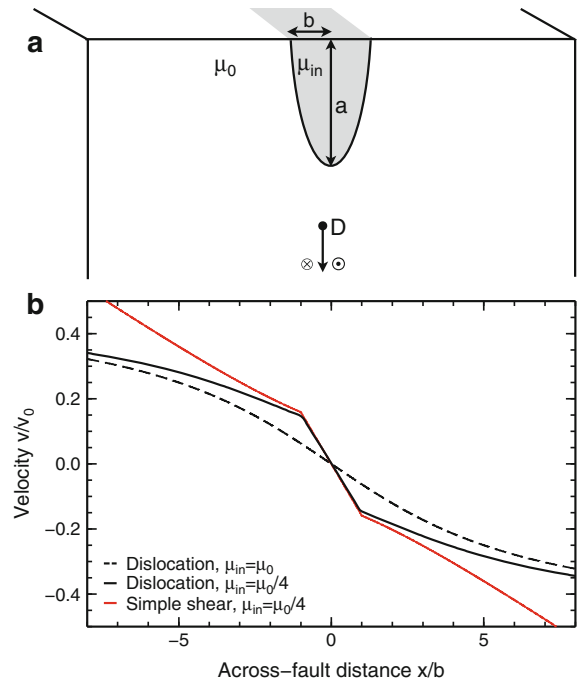 a
b
μ0
μin
a
D
b
0.4
0.2
0.0
−0.2
−0.4
Velocity v/v0
Dislocation, μin=μ0
Dislocation, μin=μ0/4
Simple shear, μin=μ0/4
−5
0
5
Across−fault distance x/b